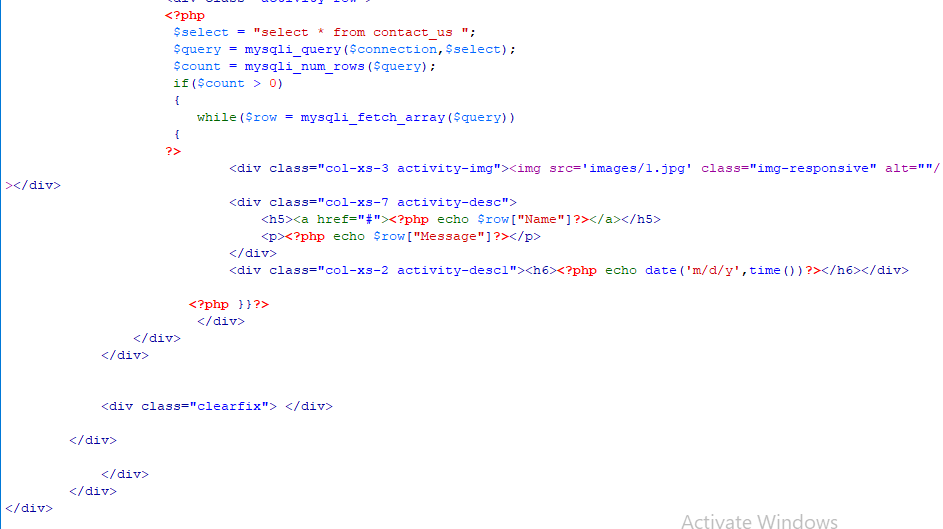 <div class="activity-row">
<?php
$select = "select * from contact_us ";
$query = mysqli_query($connection,$select);
$count = mysqli_num_rows($query);
if($count > 0)
{
while($row = mysqli_fetch_array($query))
{
?>
<div class="col-xs-3 activity-img"><img src='images/1.jpg' class="img-responsive" alt=""/
></div>
<div class="col-xs-7 activity-desc">
<h5><a href="#"><?php echo $row["Name"]?></a></h5>
<p><?php echo $row["Message"]?></p>
</div>
<div class="col-xs-2 activity-desc1"><h6><?php echo date('m/d/y',time())?></h6></div>
<?php }}?>
</div>
</div>
</div>
<div class="clearfix"> </div>
</div>
</div>
</div>
</div>
Activate Windows